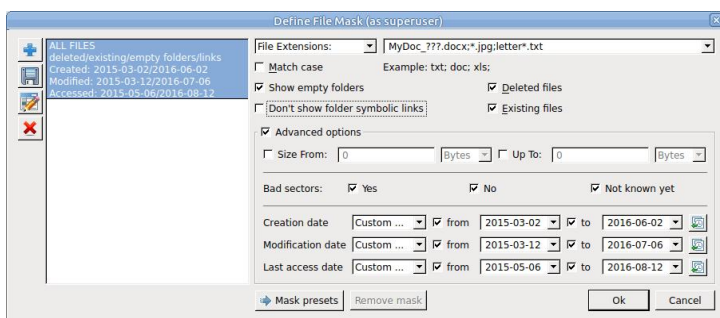 Define File Mask (as superuser)
ALL FILES
deleted/existing/empty folders/links
Created: 2015-03-02/2016-06-02
Modified: 2015-03-12/2016-07-06
Accessed: 2015-05-06/2016-08-12
File Extensions: MyDoc_???.docx;*.jpg;letter*.txt
Match case Example: txt; doc; xls;
Show empty folders Deleted files
Don't show folder symbolic links Existing files
Advanced options
Size From: 0 Bytes Up To: 0 Bytes
Bad sectors: Yes No Not known yet
Creation date Custom ... from 2015-03-02 to 2016-06-02
Modification date Custom ... from 2015-03-12 to 2016-07-06
Last access date Custom ... from 2015-05-06 to 2016-08-12
Mask presets Remove mask Ok Cancel